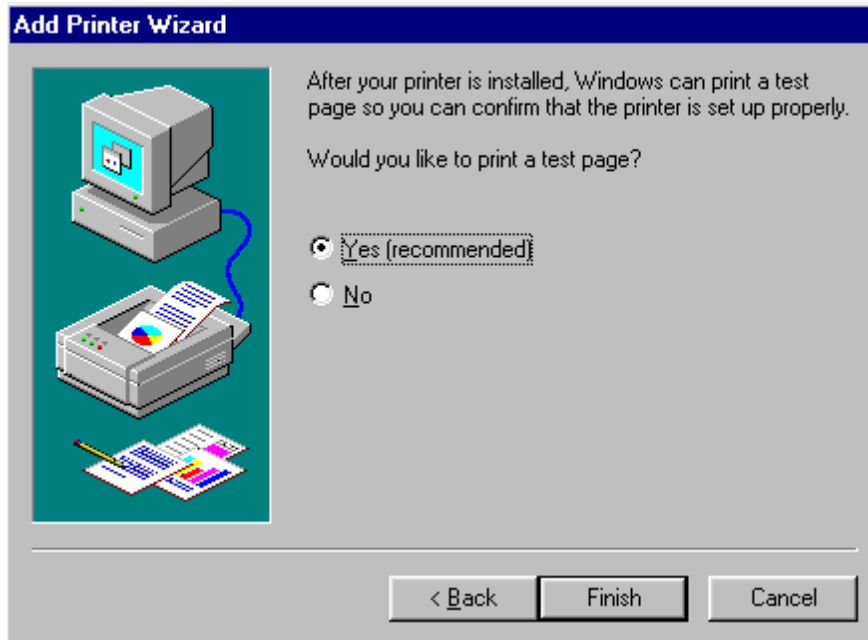 Add Printer Wizard
After your printer is installed, Windows can print a test
page so you can confirm that the printer is set up properly.
Would you like to print a test page?
Yes (recommended)
No
< Back
Finish
Cancel